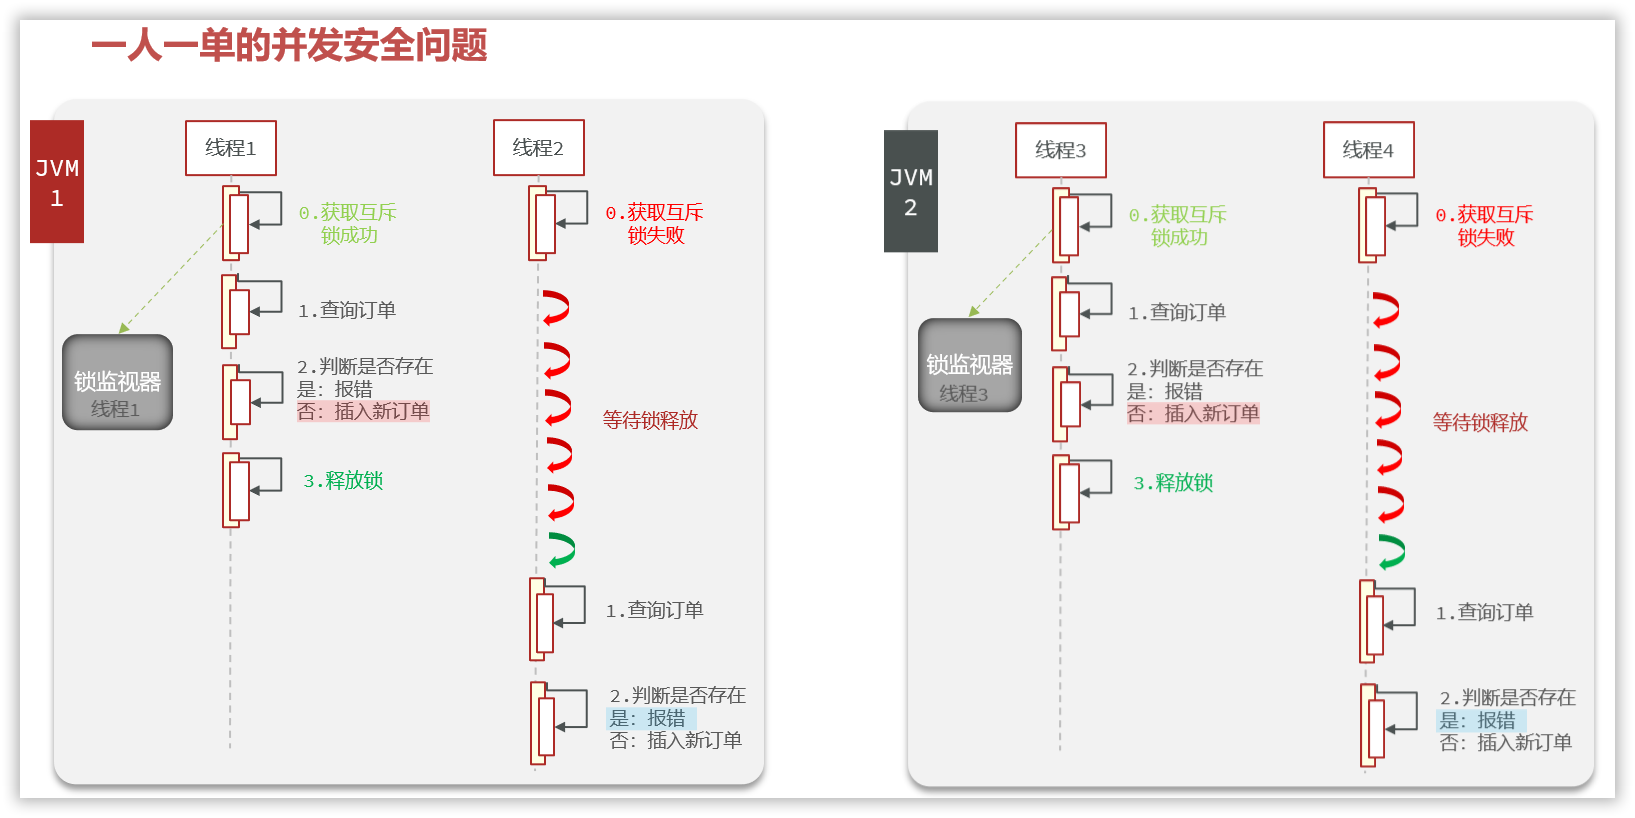 一人一单的并发安全问题
JVM
1
线程1
0.获取互斥
锁成功
1.查询订单
2.判断是否存在
是：报错
否：插入新订单
3.释放锁
锁监视器
线程1
线程2
0.获取互斥
锁失败
等待锁释放
1.查询订单
2.判断是否存在
是：报错
否：插入新订单
JVM
2
线程3
0.获取互斥
锁成功
1.查询订单
2.判断是否存在
是：报错
否：插入新订单
3.释放锁
锁监视器
线程3
线程4
0.获取互斥
锁失败
等待锁释放
1.查询订单
2.判断是否存在
是：报错
否：插入新订单